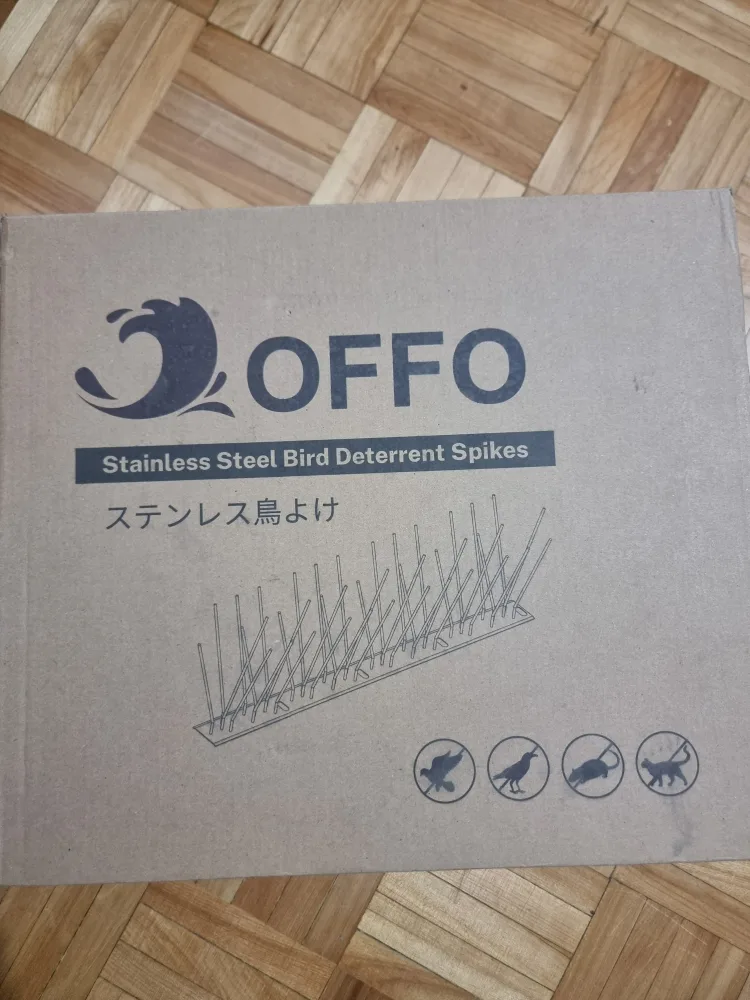 OFFO
Stainless Steel Bird Deterrent Spikes
ステンレス鳥よけ